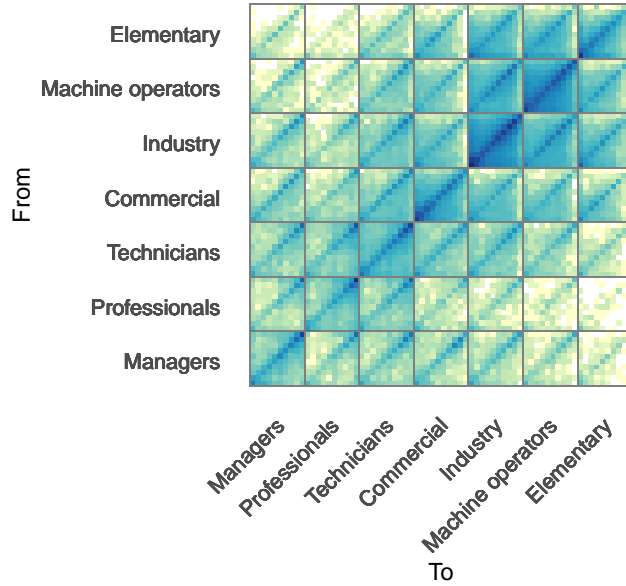 Elementary
Machine operators
Industry
Commercial
Technicians
Professionals
Managers
From
Managers
Professionals
Technicians
Commercial
Industry
Machine operators
Elementary
To